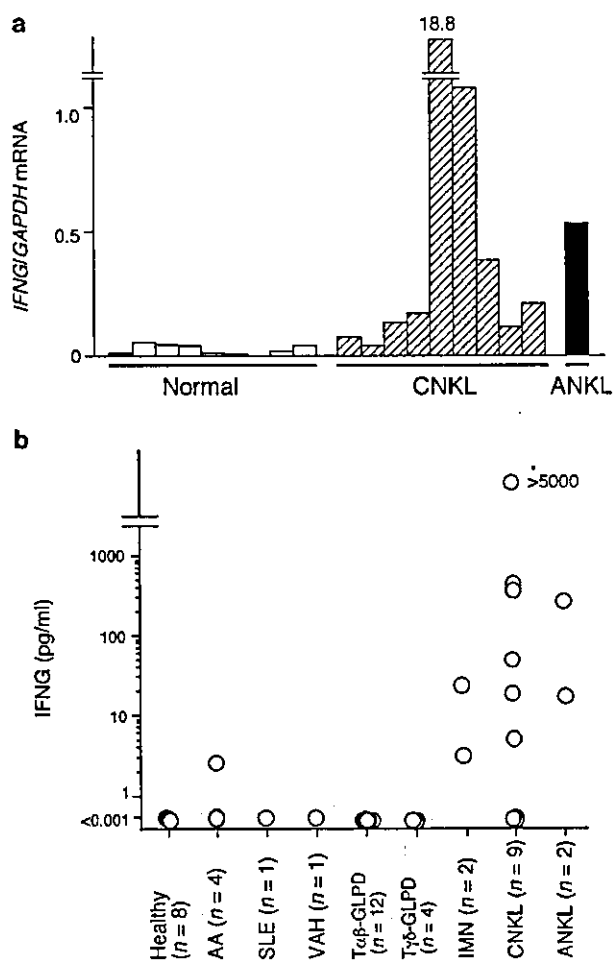 a
18.8
1.0
0.5
0
IFNG/GAPDH mRNA
Normal
CNKL
ANKL
b
>5000
1000
100
10
1
<0.001
IFNG (pg/ml)
Healthy
(n = 8)
AA (n = 4)
SLE (n = 1)
VAH (n = 1)
Tαβ-GLPD
(n = 12)
Tγδ-GLPD
(n = 4)
IMN (n = 2)
CNKL (n = 9)
ANKL (n = 2)